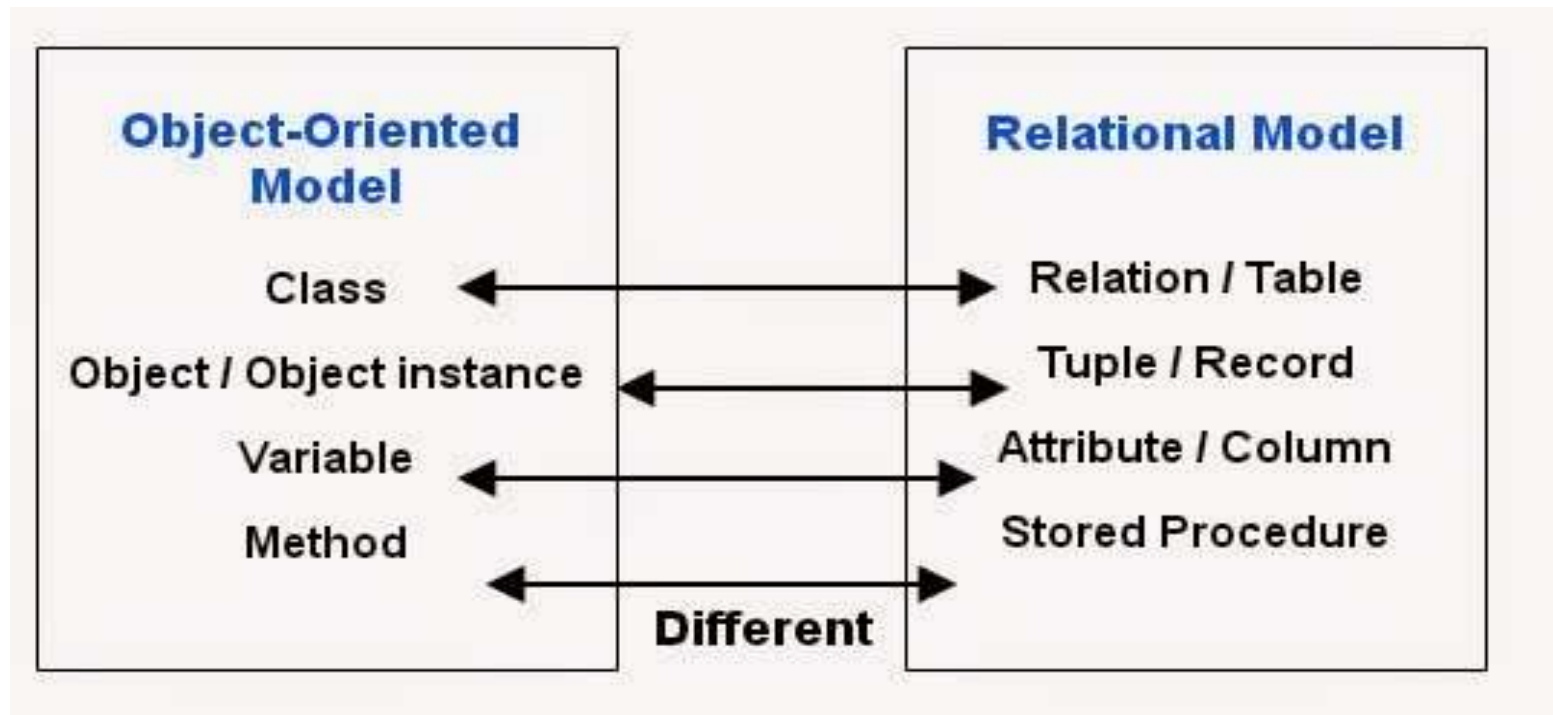 Object-Oriented
Model
Class
Object / Object instance
Variable
Method
Relational Model
Relation / Table
Tuple / Record
Attribute / Column
Stored Procedure
Different